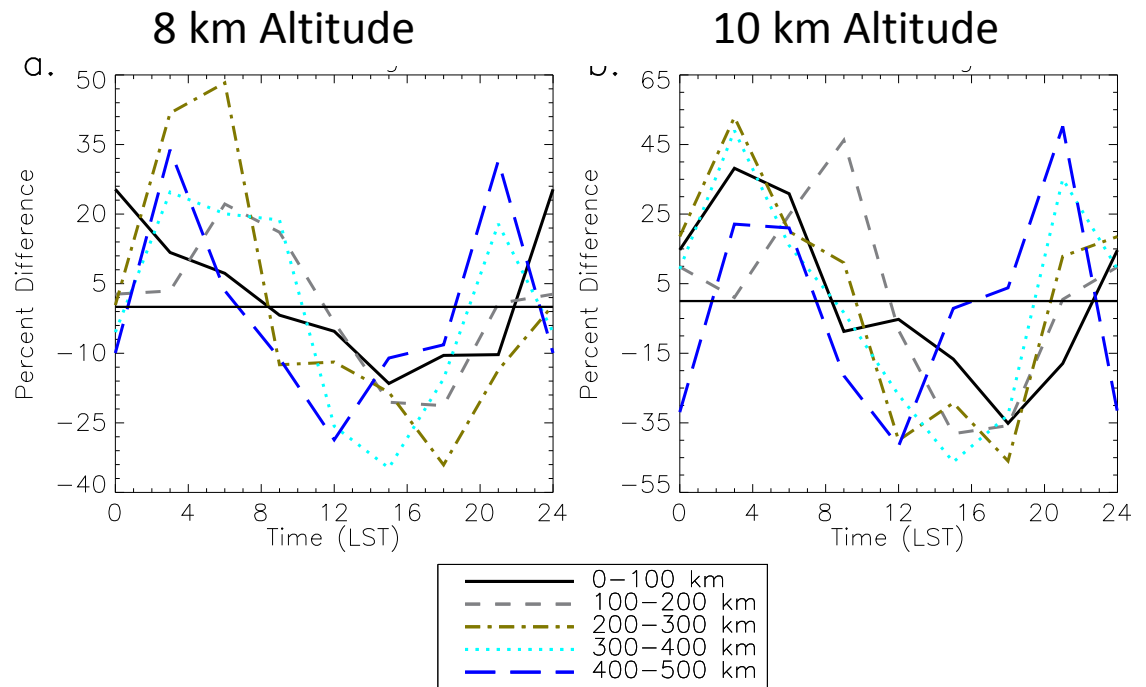 8 km Altitude
10 km Altitude
a.
b.
50
35
20
5
−10
−25
−40
Percent Difference
0
4
8
12
16
20
24
Time (LST)
65
45
25
5
−15
−35
−55
Percent Difference
0
4
8
12
16
20
24
Time (LST)
0−100 km
100−200 km
200−300 km
300−400 km
400−500 km